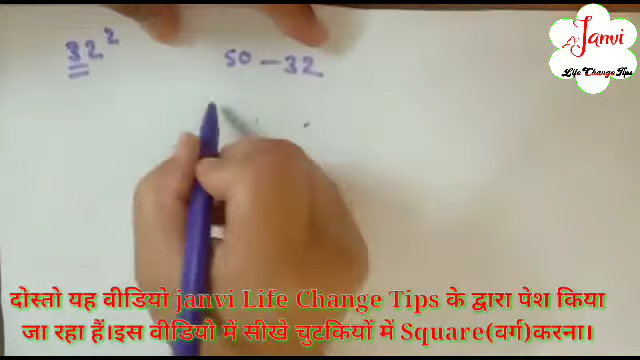 32²
50 - 32
Janvi
Life Change Tips
दोस्तो यह वीडियो janvi Life Change Tips के द्वारा पेश किया
जा रहा हैं।इस वीडियो में सीखे चुटकियों में Square(वर्ग)करना।